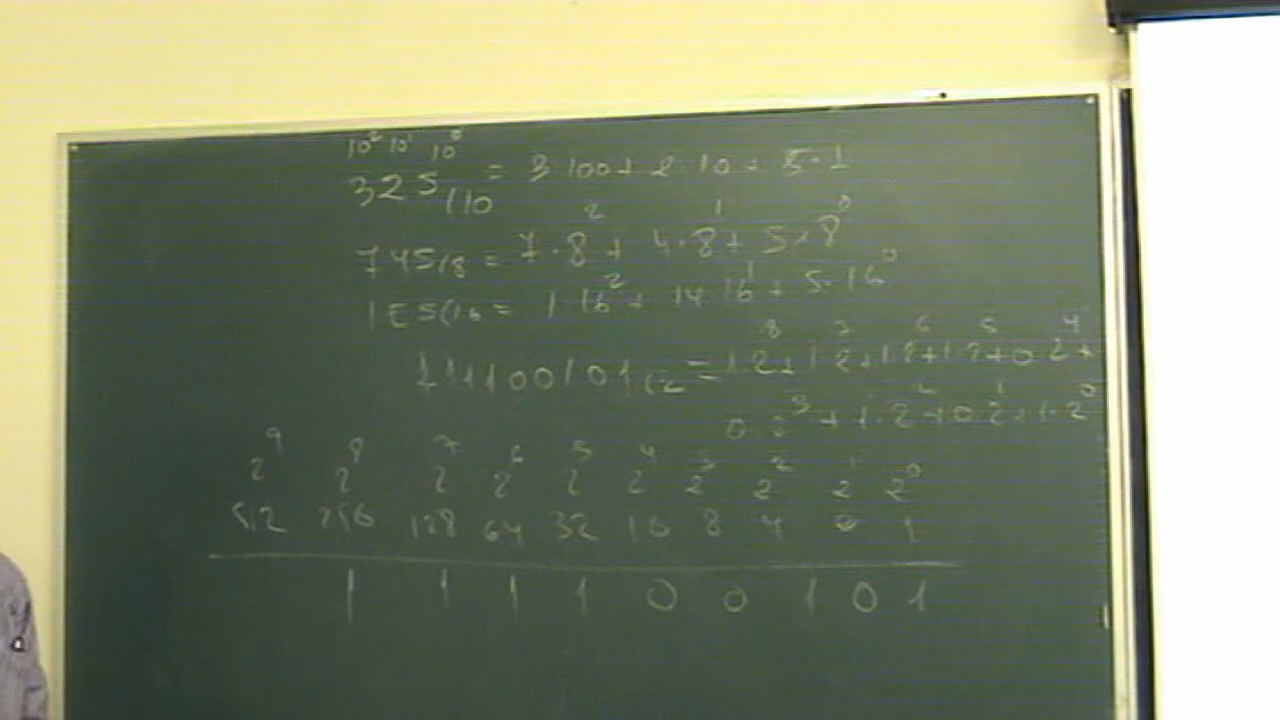 10² 10¹ 10⁰
325₍₁₀ = 3·100+2·10+5·1
745₍₈ = 7·8²+4·8¹+5·8⁰
1E5₍₁₆ = 1·16²+14·16¹+5·16⁰
111100101₍₂ = 1·2⁸+1·2⁷+1·2⁶+1·2⁵+0·2⁴+
0·2³+1·2²+0·2¹+1·2⁰
2⁹ 2⁸ 2⁷ 2⁶ 2⁵ 2⁴ 2³ 2² 2¹ 2⁰
512 256 128 64 32 16 8 4 2 1
1 1 1 1 0 0 1 0 1